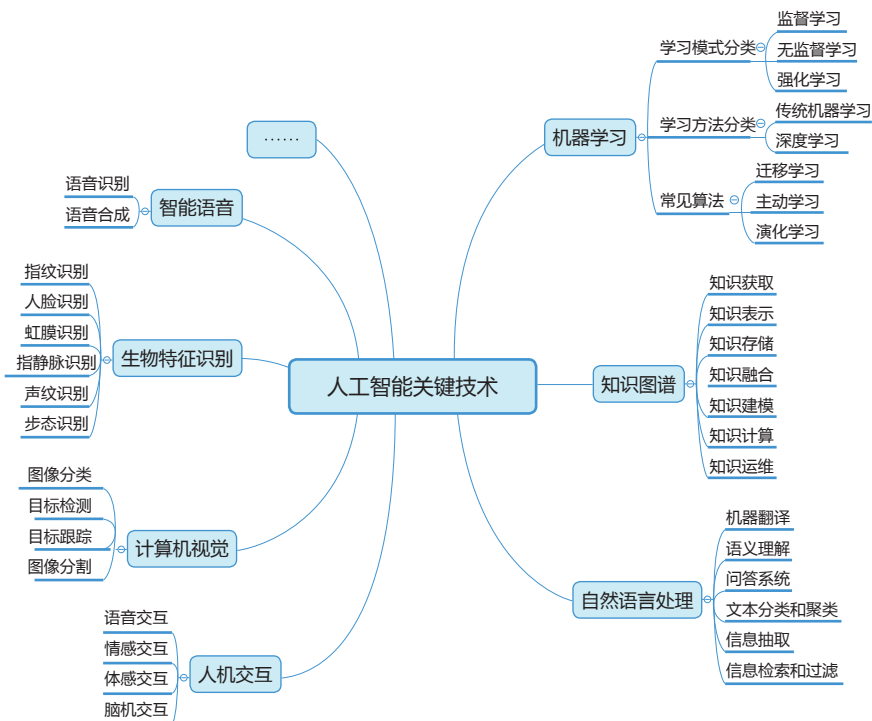 人工智能关键技术
机器学习
学习模式分类
监督学习
无监督学习
强化学习
学习方法分类
传统机器学习
深度学习
常见算法
迁移学习
主动学习
演化学习
知识图谱
知识获取
知识表示
知识存储
知识融合
知识建模
知识计算
知识运维
自然语言处理
机器翻译
语义理解
问答系统
文本分类和聚类
信息抽取
信息检索和过滤
······
智能语音
语音识别
语音合成
生物特征识别
指纹识别
人脸识别
虹膜识别
指静脉识别
声纹识别
步态识别
计算机视觉
图像分类
目标检测
目标跟踪
图像分割
人机交互
语音交互
情感交互
体感交互
脑机交互